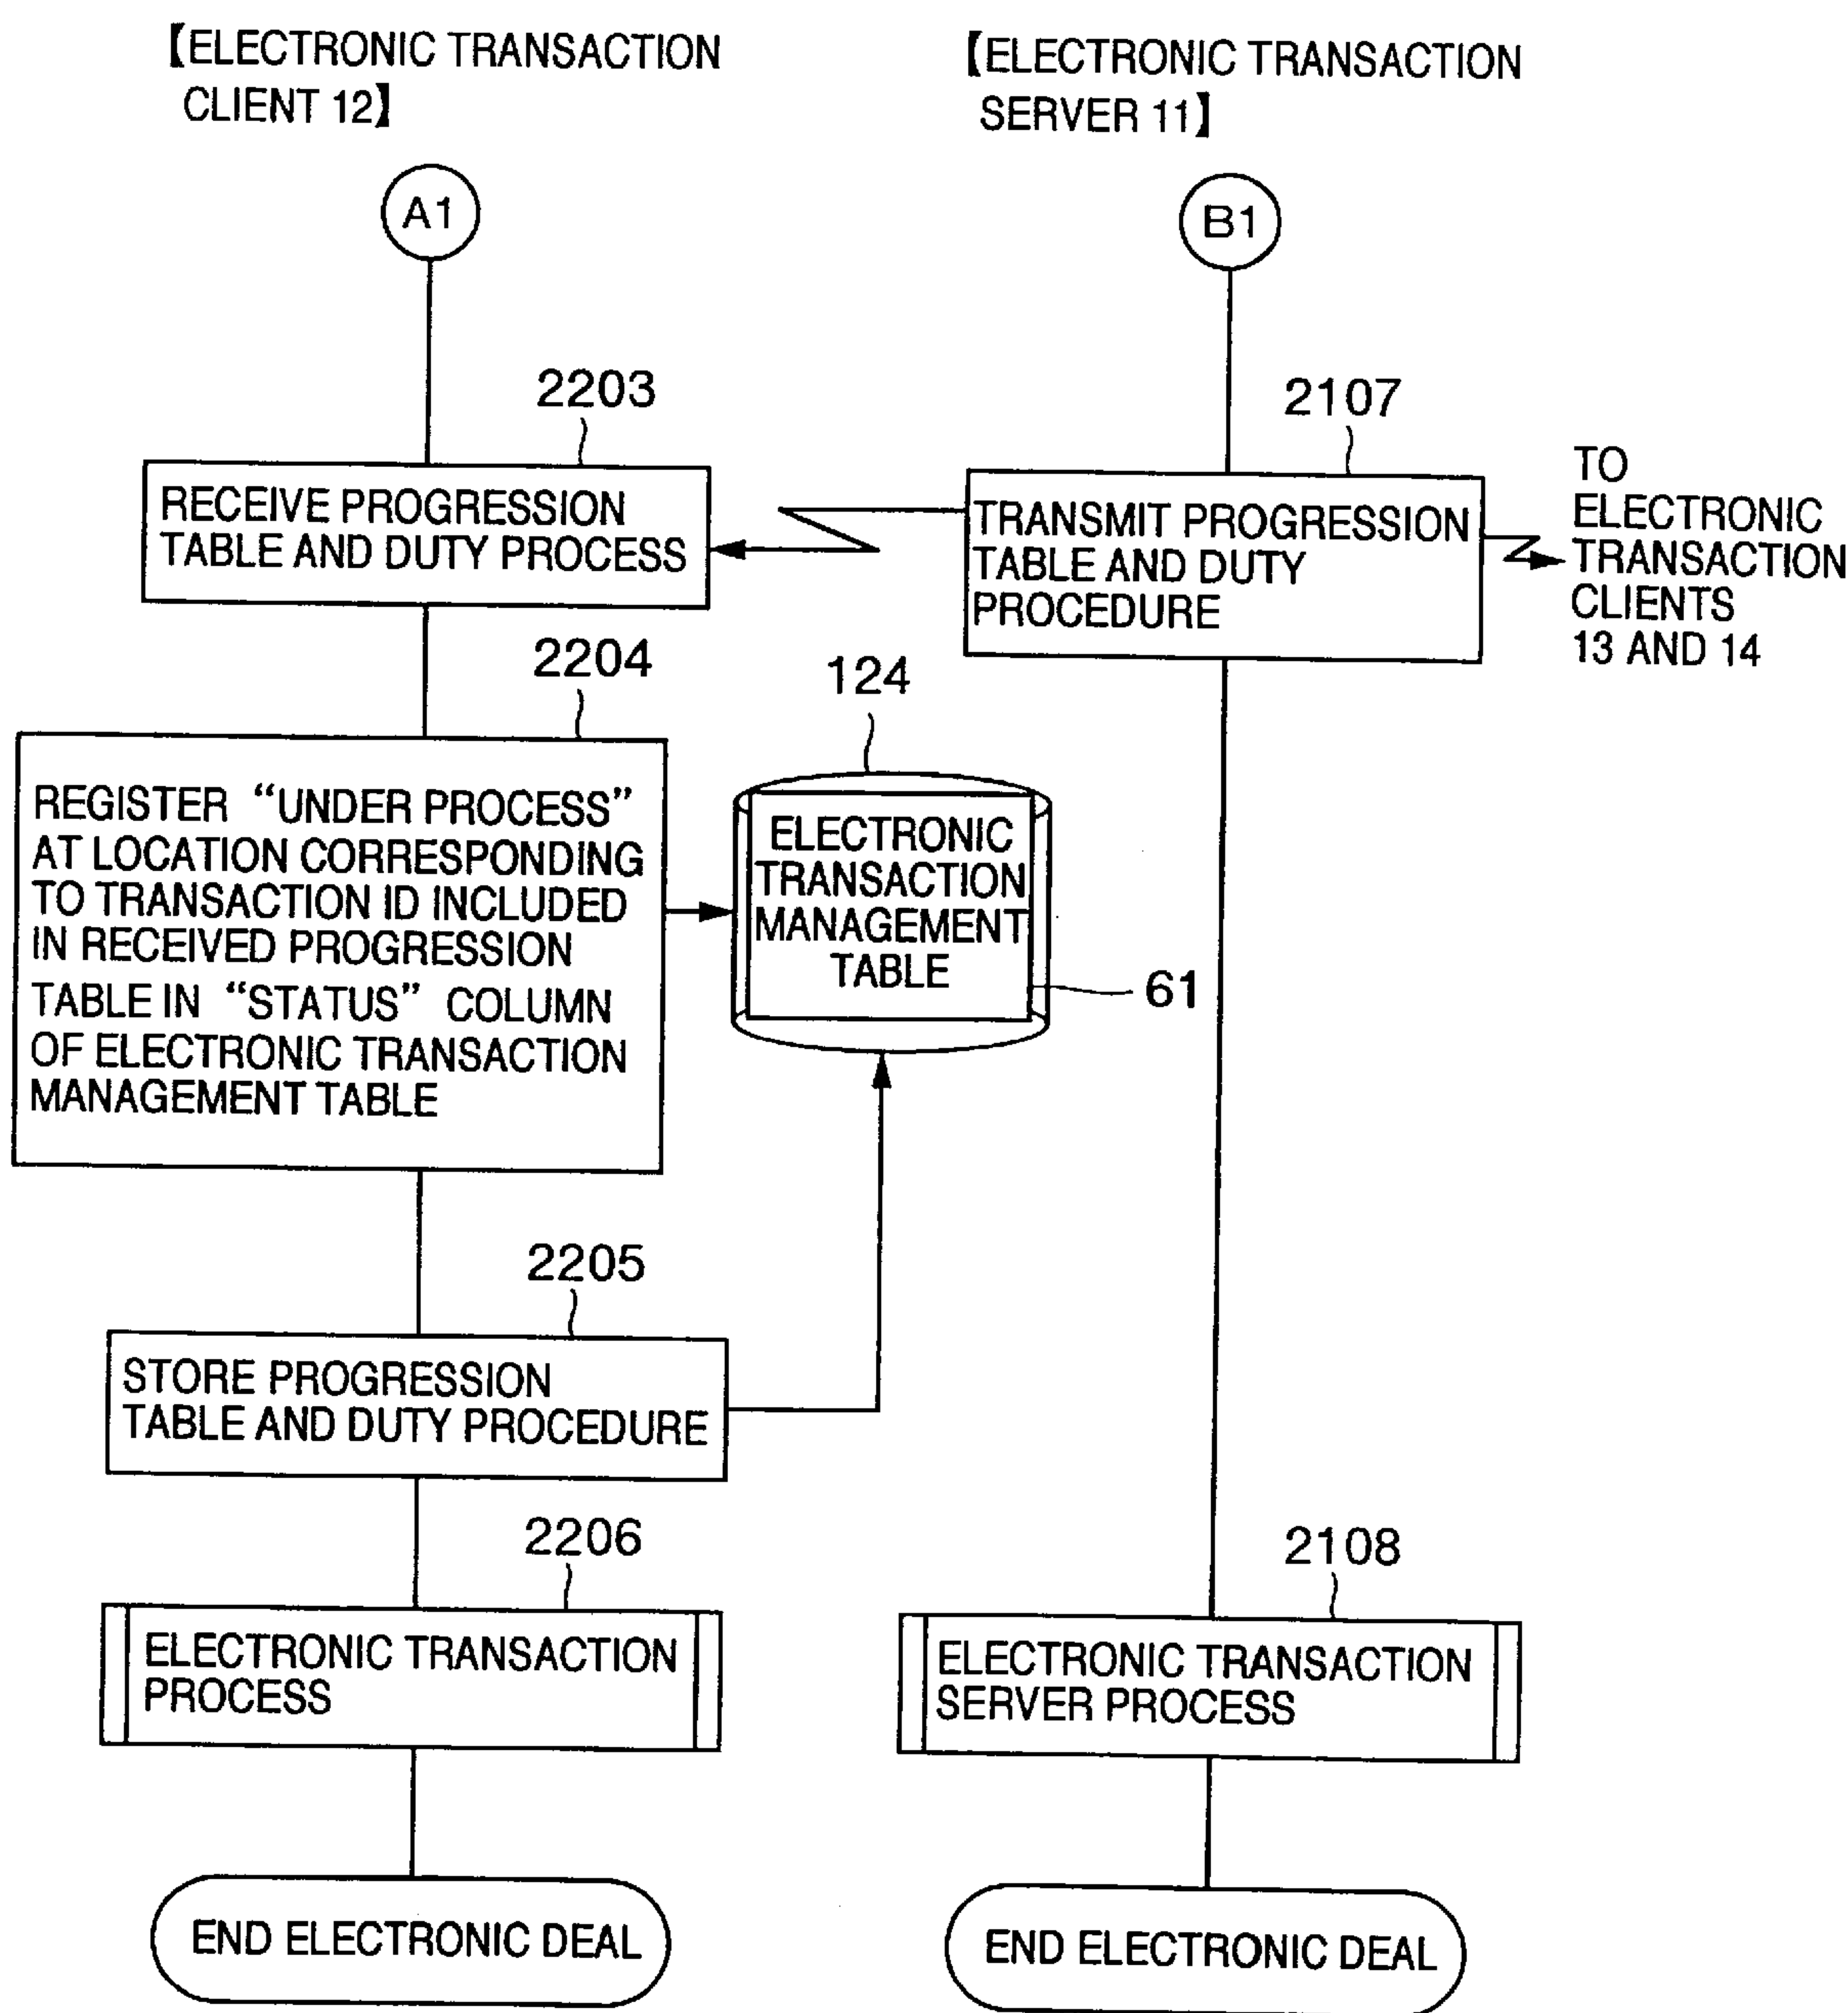 【ELECTRONIC TRANSACTION
CLIENT 12】
【ELECTRONIC TRANSACTION
SERVER 11】
A1
B1
2203
RECEIVE PROGRESSION
TABLE AND DUTY PROCESS
2107
TRANSMIT PROGRESSION
TABLE AND DUTY
PROCEDURE
TO
ELECTRONIC
TRANSACTION
CLIENTS
13 AND 14
2204
REGISTER “UNDER PROCESS”
AT LOCATION CORRESPONDING
TO TRANSACTION ID INCLUDED
IN RECEIVED PROGRESSION
TABLE IN “STATUS” COLUMN
OF ELECTRONIC TRANSACTION
MANAGEMENT TABLE
124
ELECTRONIC
TRANSACTION
MANAGEMENT
TABLE
61
2205
STORE PROGRESSION
TABLE AND DUTY PROCEDURE
2206
ELECTRONIC TRANSACTION
PROCESS
2108
ELECTRONIC TRANSACTION
SERVER PROCESS
END ELECTRONIC DEAL
END ELECTRONIC DEAL